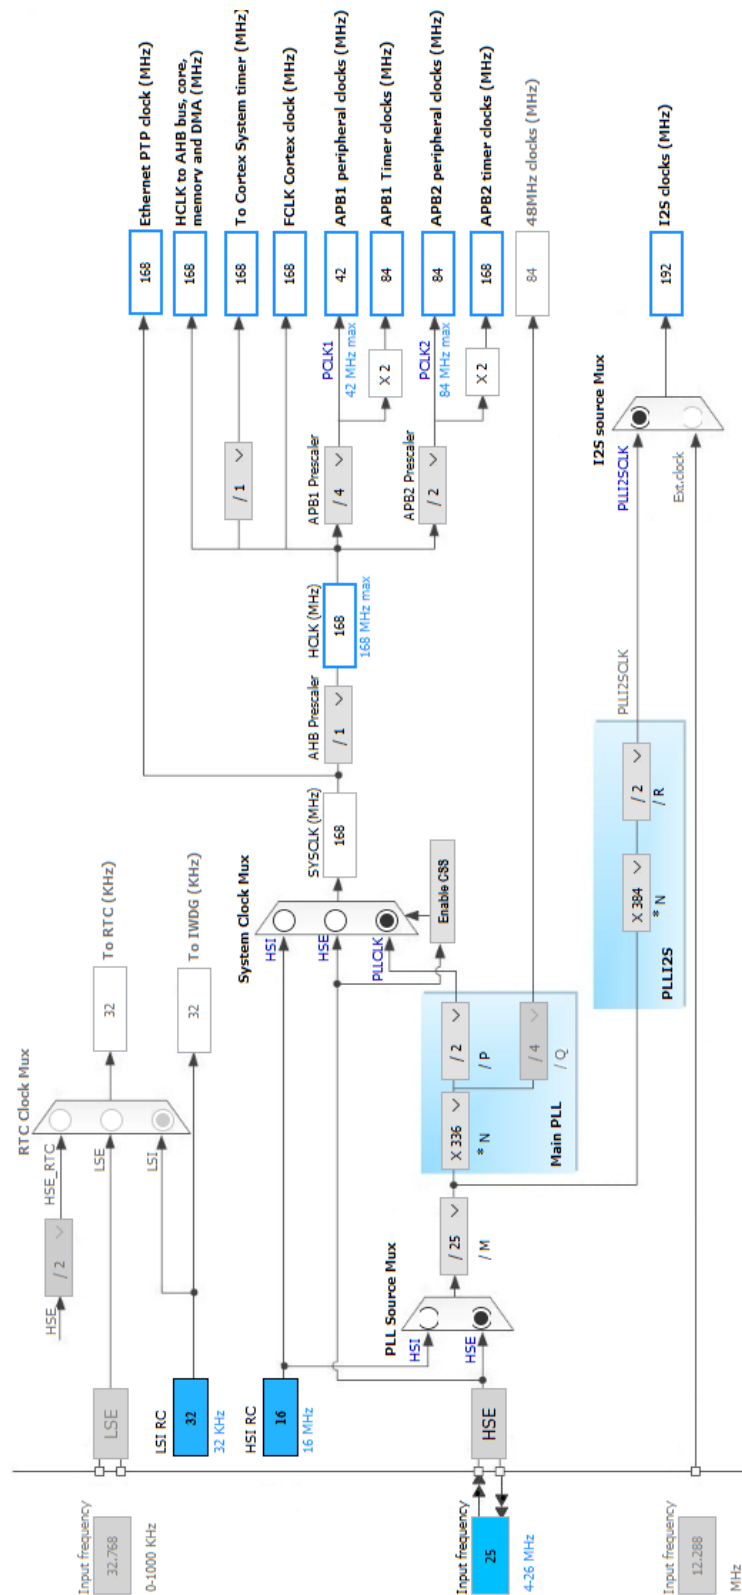 RTC Clock Mux
HSE
/ 2
HSE_RTC
LSE
LSI
To RTC (KHz)
32
To IWDG (KHz)
32
Input frequency
32.768
0-1000 KHz
LSE
LSI RC
32
32 KHz
HSI RC
16
16 MHz
Input frequency
25
4-26 MHz
HSE
PLL Source Mux
HSI
HSE
/ 25
/ M
Main PLL
X 336
* N
/ 2
/ P
/ 4
/ Q
System Clock Mux
HSI
HSE
PLLCLK
Enable CSS
SYSCLK (MHz)
168
AHB Prescaler
/ 1
HCLK (MHz)
168
168 MHz max
/ 1
APB1 Prescaler
/ 4
PCLK1
42 MHz max
X 2
APB2 Prescaler
/ 2
PCLK2
84 MHz max
X 2
168
Ethernet PTP clock (MHz)
168
HCLK to AHB bus, core,
memory and DMA (MHz)
168
To Cortex System timer (MHz)
168
FCLK Cortex clock (MHz)
42
APB1 peripheral clocks (MHz)
84
APB1 Timer clocks (MHz)
84
APB2 peripheral clocks (MHz)
168
APB2 timer clocks (MHz)
84
48MHz clocks (MHz)
PLLI2S
X 384
* N
/ 2
/ R
PLLI2SCLK
PLLI2SCLK
I2S source Mux
Ext.clock
192
I2S clocks (MHz)
Input frequency
12.288
MHz